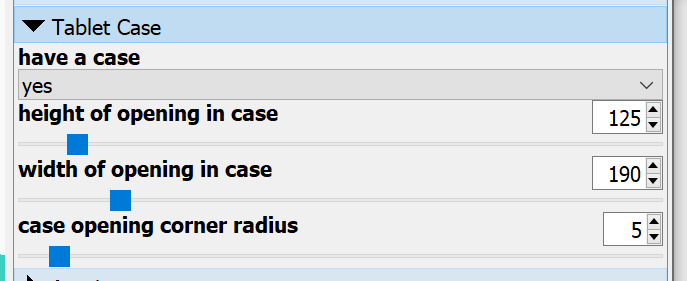 Tablet Case
have a case
yes
height of opening in case 125
width of opening in case 190
case opening corner radius 5